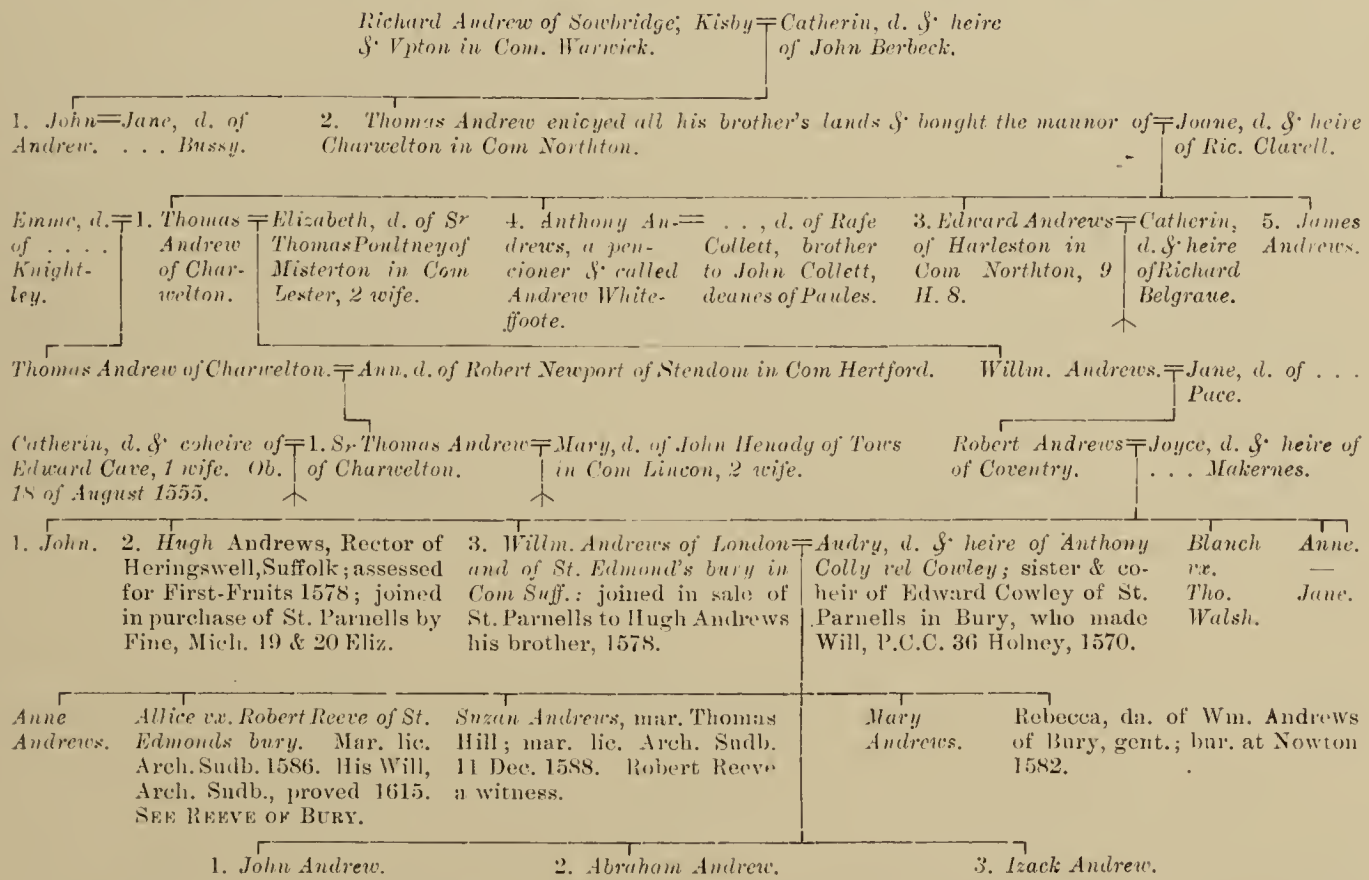 Richard Andrew of Sowbridge, Kisby = Catherin, d. & heire
& Vpton in Com. Warwick. of John Berbeck.
1. John = Jane, d. of
Andrew. . . . Bussy.
2. Thomas Andrew enioyed all his brother's lands & bought the mannor of = Joane, d. & heire
Charwelton in Com Northton. of Ric. Clavell.
Emme, d.
of . . . .
Knight-
ley.
= 1. Thomas
Andrew
of Char-
welton.
= Elizabeth, d. of Sr
Thomas Poultney of
Misterton in Com
Lester, 2 wife.
4. Anthony An-
drews, a pen-
cioner & called
Andrew White-
ffoote.
= . . , d. of Rafe
Collett, brother
to John Collett,
deanes of Paules.
3. Edward Andrews
of Harleston in
Com Northton, 9
H. 8.
= Catherin,
d. & heire
of Richard
Belgraue.
5. James
Andrews.
Thomas Andrew of Charwelton. = Ann, d. of Robert Newport of Stendom in Com Hertford.
Willm. Andrews. = Jane, d. of . . .
Pace.
Catherin, d. & coheire of
Edward Cave, 1 wife. Ob.
18 of August 1555.
= 1. Sr Thomas Andrew
of Charwelton.
= Mary, d. of John Henady of Tows
in Com Lincon, 2 wife.
Robert Andrews
of Coventry.
= Joyce, d. & heire of
. . . Makernes.
1. John.
2. Hugh Andrews, Rector of
Heringswell, Suffolk; assessed
for First-Fruits 1578; joined
in purchase of St. Parnells by
Fine, Mich. 19 & 20 Eliz.
3. Willm. Andrews of London
and of St. Edmond's bury in
Com Suff.: joined in sale of
St. Parnells to Hugh Andrews
his brother, 1578.
= Audry, d. & heire of Anthony
Colly vel Cowley; sister & co-
heir of Edward Cowley of St.
Parnells in Bury, who made
Will, P.C.C. 36 Holney, 1570.
Blanch
vx.
Tho.
Walsh.
Anne.
—
Jane.
Anne
Andrews.
Allice vx. Robert Reeve of St.
Edmonds bury. Mar. lic.
Arch. Sudb. 1586. His Will,
Arch. Sudb., proved 1615.
SEE REEVE OF BURY.
Suzan Andrews, mar. Thomas
Hill; mar. lic. Arch. Sudb.
11 Dec. 1588. Robert Reeve
a witness.
Mary
Andrews.
Rebecca, da. of Wm. Andrews
of Bury, gent.; bur. at Nowton
1582.
1. John Andrew. 2. Abraham Andrew. 3. Izack Andrew.